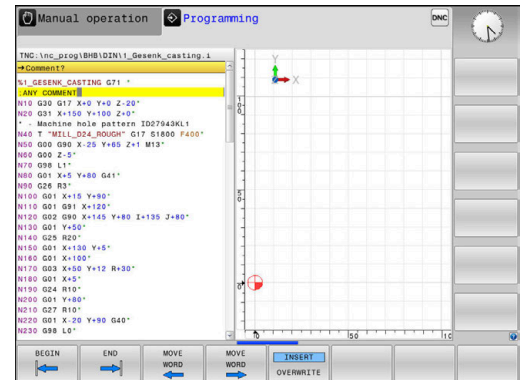 Manual operation
Programming
DNC
TNC:\nc_prog\BHB\DIN\1_Gesenk_casting.i
→Comment?
%1_GESENK_CASTING G71 *
;ANY COMMENT
N10 G30 G17 X+0 Y+0 Z-20*
N20 G31 X+150 Y+100 Z+0*
* - Machine hole pattern ID27943KL1
N40 T "MILL_D24_ROUGH" G17 S1800 F400*
N50 G00 G90 X-25 Y+65 Z+1 M13*
N60 G00 Z-5*
N70 G98 L1*
N80 G01 X+5 Y+80 G41*
N90 G26 R3*
N100 G01 X+15 Y+90*
N110 G01 G91 X+120*
N120 G02 G90 X+145 Y+80 I+135 J+80*
N130 G01 Y+50*
N140 G25 R20*
N150 G01 X+130 Y+5*
N160 G01 X+100*
N170 G03 X+50 Y+12 R+30*
N180 G01 X+5*
N190 G24 R10*
N200 G01 Y+80*
N210 G27 R10*
N220 G01 X-20 Y+90 G40*
N230 G98 L0*
Y
X
100
50
0
0
50
10
BEGIN
END
MOVE WORD
MOVE WORD
INSERT
OVERWRITE